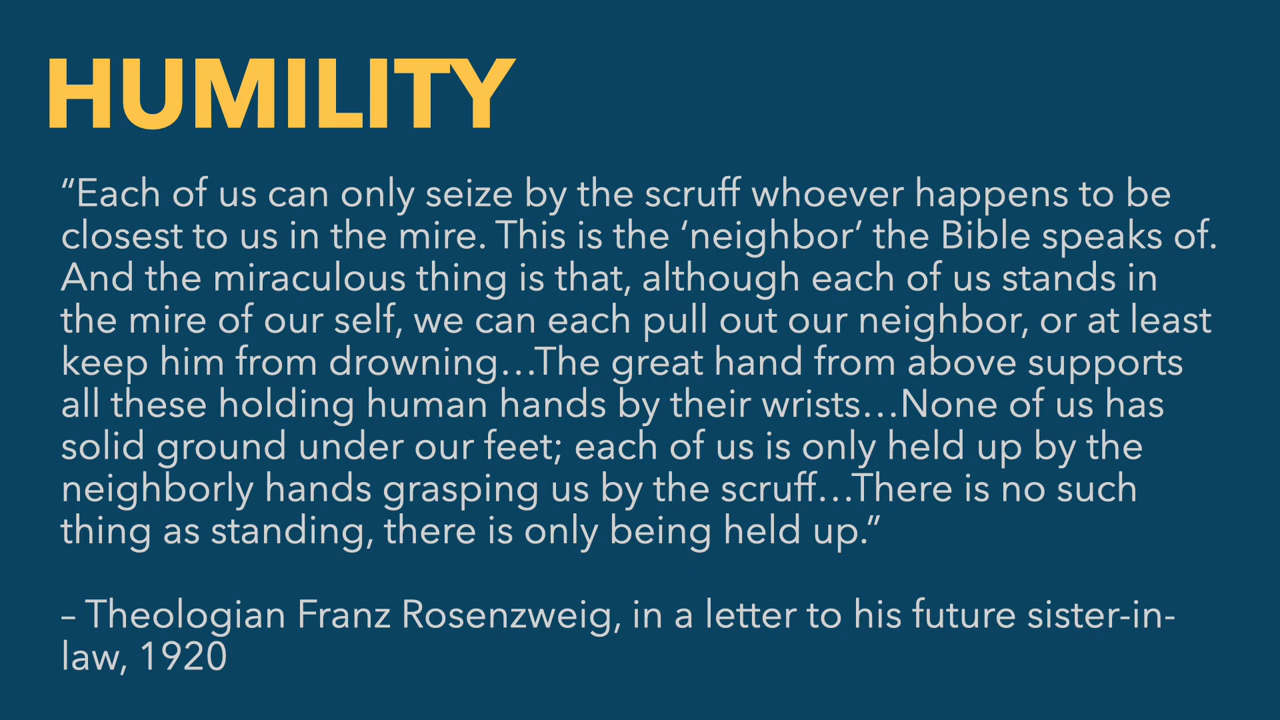 HUMILITY
“Each of us can only seize by the scruff whoever happens to be
closest to us in the mire. This is the ‘neighbor’ the Bible speaks of.
And the miraculous thing is that, although each of us stands in
the mire of our self, we can each pull out our neighbor, or at least
keep him from drowning…The great hand from above supports
all these holding human hands by their wrists…None of us has
solid ground under our feet; each of us is only held up by the
neighborly hands grasping us by the scruff…There is no such
thing as standing, there is only being held up.”
– Theologian Franz Rosenzweig, in a letter to his future sister-in-
law, 1920